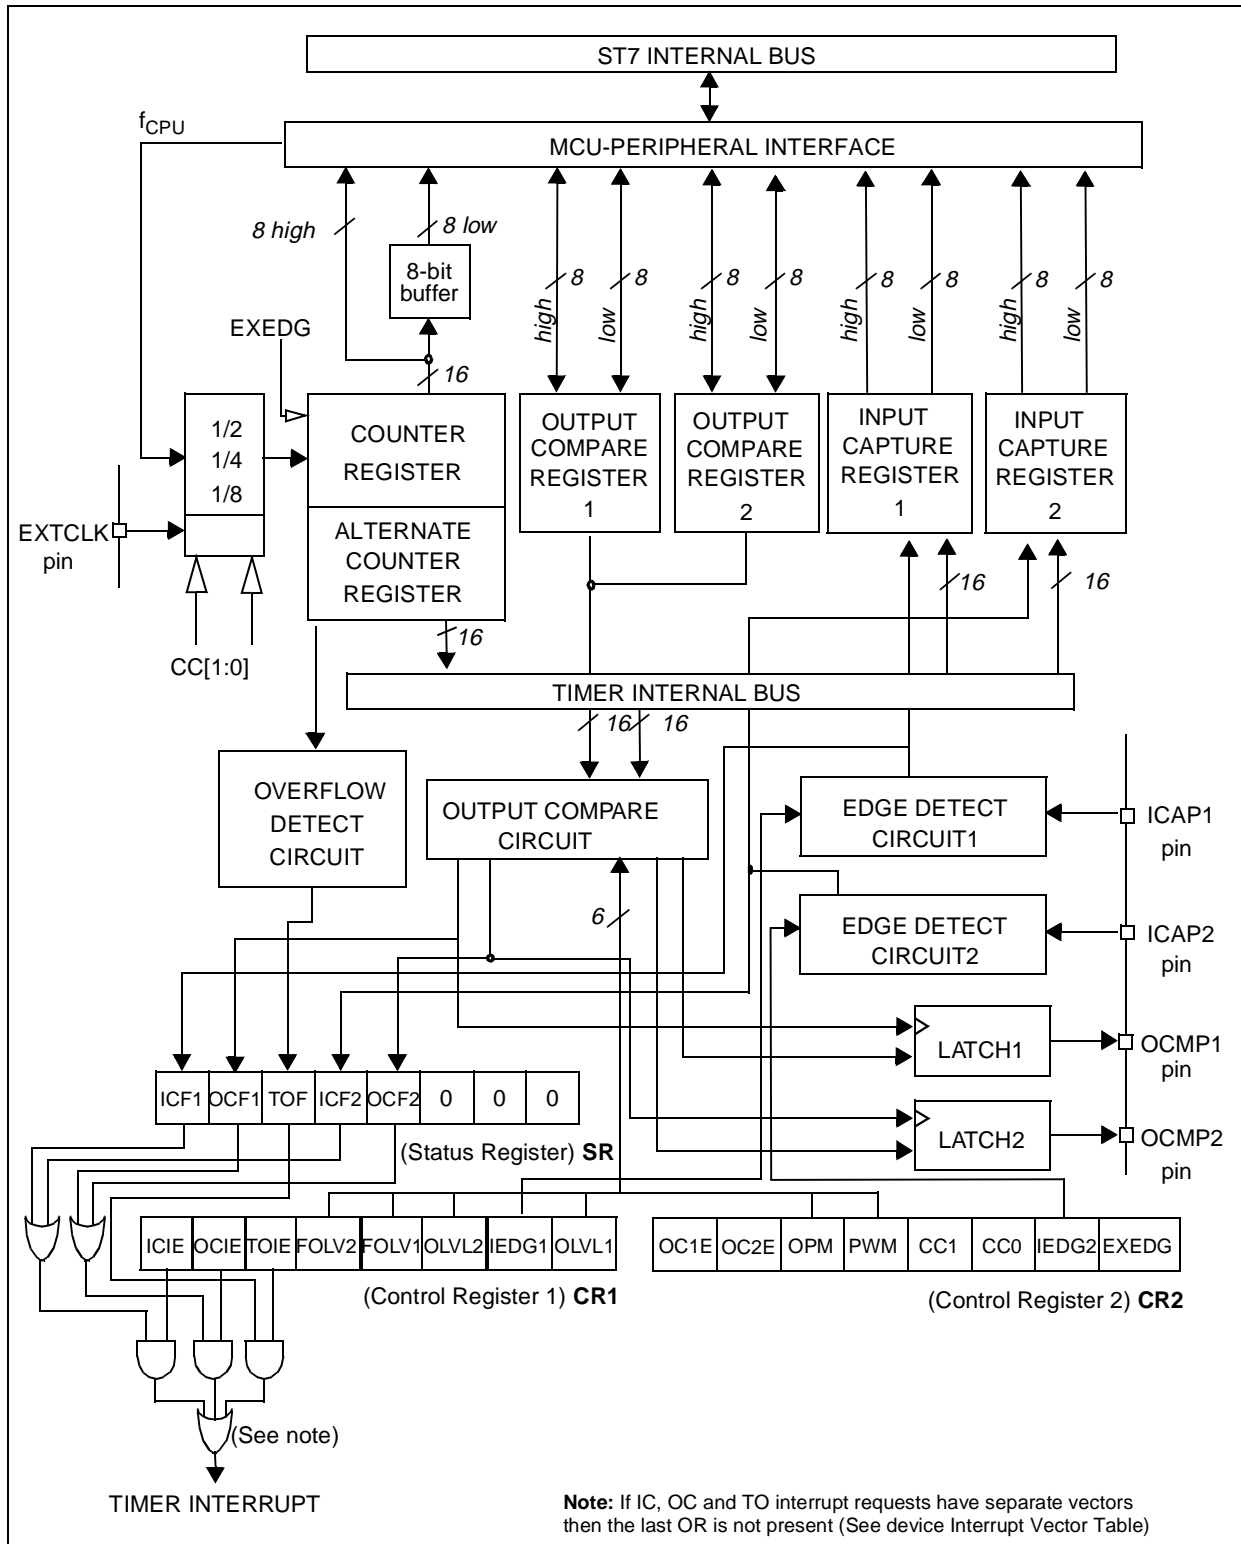 ST7 INTERNAL BUS
fCPU
MCU-PERIPHERAL INTERFACE
8 high
8 low
8-bit
buffer
high
8
low
8
high
8
low
8
high
8
low
8
high
8
low
8
EXEDG
16
1/2
1/4
1/8
COUNTER
REGISTER
ALTERNATE
COUNTER
REGISTER
OUTPUT
COMPARE
REGISTER
1
OUTPUT
COMPARE
REGISTER
2
INPUT
CAPTURE
REGISTER
1
INPUT
CAPTURE
REGISTER
2
EXTCLK
pin
CC[1:0]
16
16
16
TIMER INTERNAL BUS
16
16
OVERFLOW
DETECT
CIRCUIT
OUTPUT COMPARE
CIRCUIT
EDGE DETECT
CIRCUIT1
ICAP1
pin
6
EDGE DETECT
CIRCUIT2
ICAP2
pin
LATCH1
OCMP1
pin
LATCH2
OCMP2
pin
ICF1 OCF1 TOF ICF2 OCF2 0 0 0
(Status Register) SR
ICIE OCIE TOIE FOLV2 FOLV1 OLVL2 IEDG1 OLVL1
(Control Register 1) CR1
OC1E OC2E OPM PWM CC1 CC0 IEDG2 EXEDG
(Control Register 2) CR2
(See note)
TIMER INTERRUPT
Note: If IC, OC and TO interrupt requests have separate vectors
then the last OR is not present (See device Interrupt Vector Table)